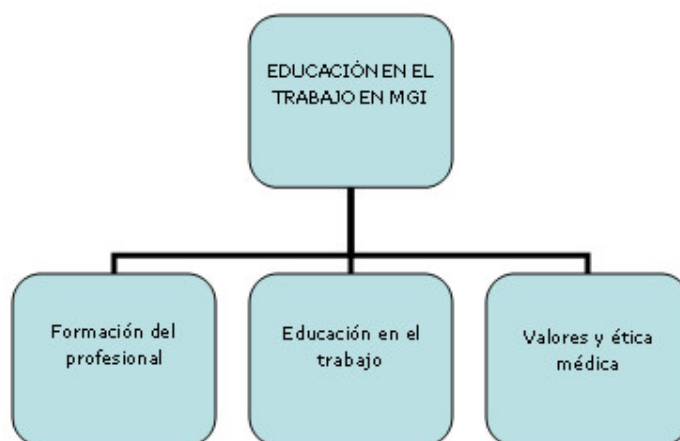 EDUCACIÓN EN EL
TRABAJO EN MGI
Formación del
profesional
Educación en el
trabajo
Valores y ética
médica